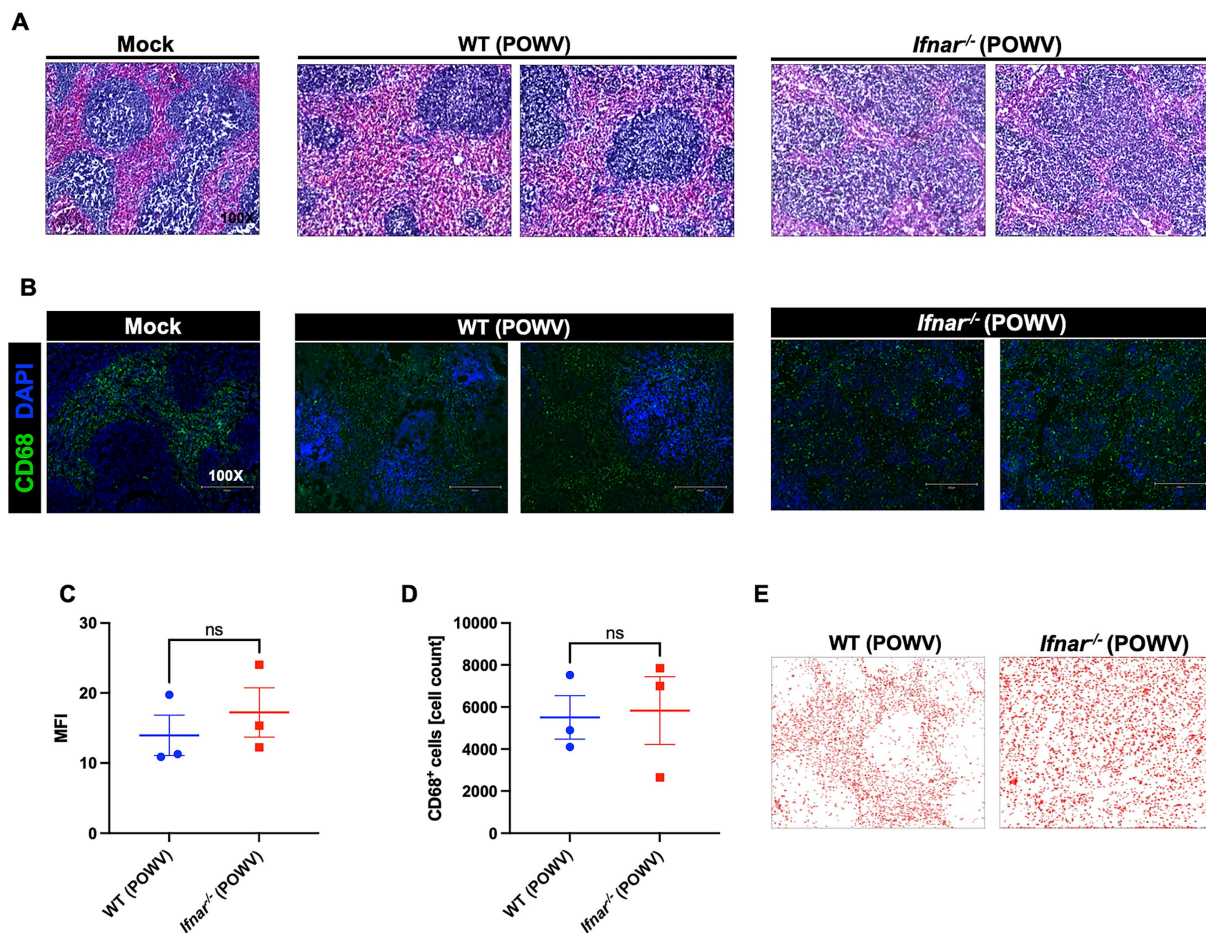 A
Mock
WT (POWV)
Ifnar-/- (POWV)
100X
B
Mock
WT (POWV)
Ifnar-/- (POWV)
CD68 DAPI
100X
C
D
E
30
20
10
0
MFI
ns
WT (POWV)
Ifnar-/- (POWV)
10000
8000
6000
4000
2000
0
CD68+ cells [cell count]
ns
WT (POWV)
Ifnar-/- (POWV)
WT (POWV)
Ifnar-/- (POWV)